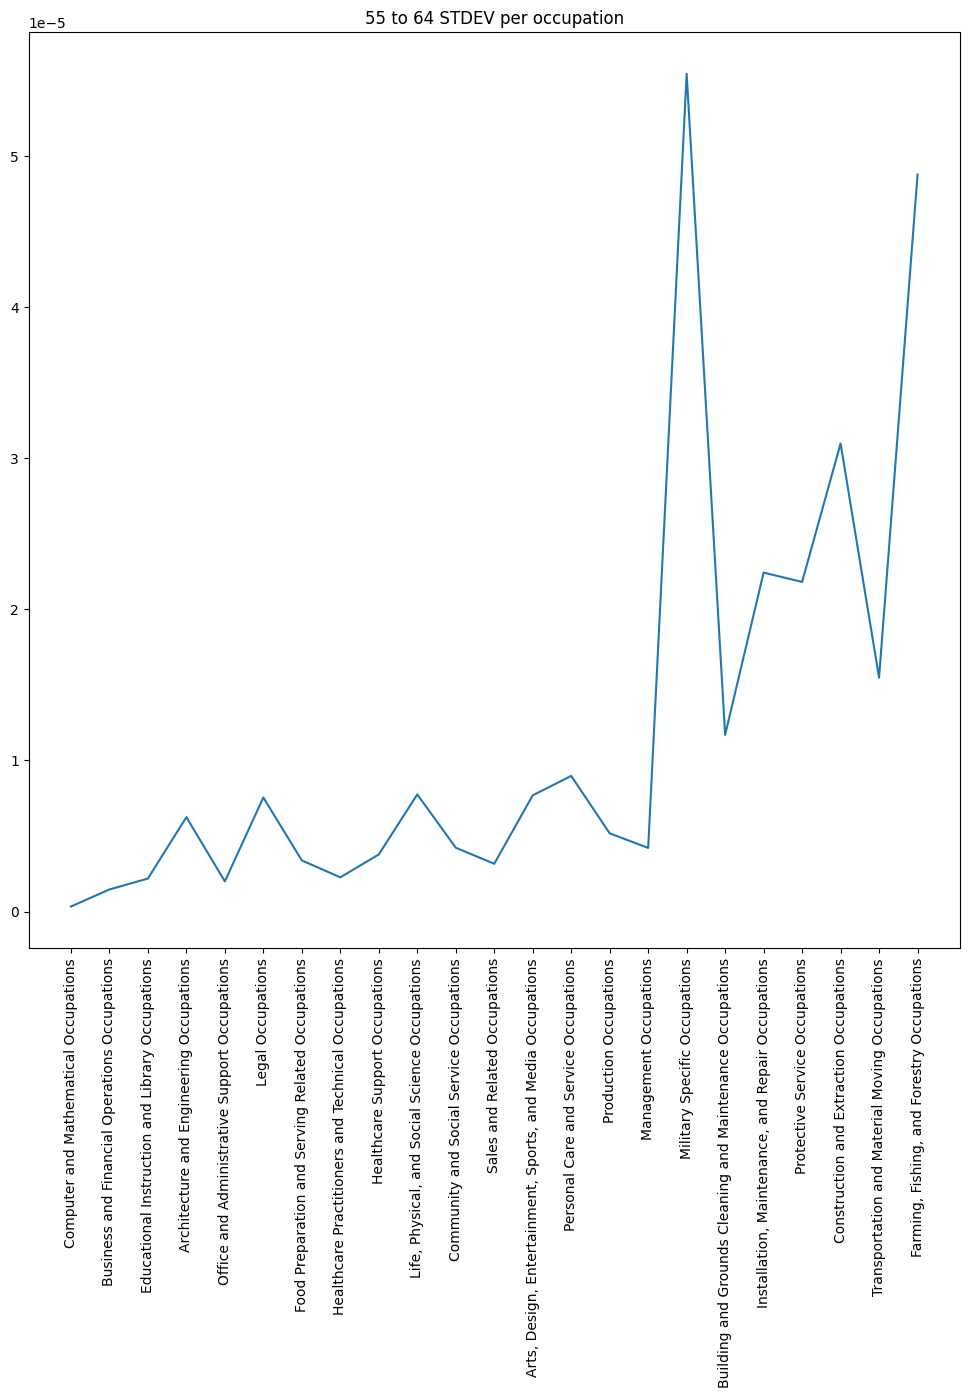 55 to 64 STDEV per occupation
1e−5
5
4
3
2
1
0
Computer and Mathematical Occupations
Business and Financial Operations Occupations
Educational Instruction and Library Occupations
Architecture and Engineering Occupations
Office and Administrative Support Occupations
Legal Occupations
Food Preparation and Serving Related Occupations
Healthcare Practitioners and Technical Occupations
Healthcare Support Occupations
Life, Physical, and Social Science Occupations
Community and Social Service Occupations
Sales and Related Occupations
Arts, Design, Entertainment, Sports, and Media Occupations
Personal Care and Service Occupations
Production Occupations
Management Occupations
Military Specific Occupations
Building and Grounds Cleaning and Maintenance Occupations
Installation, Maintenance, and Repair Occupations
Protective Service Occupations
Construction and Extraction Occupations
Transportation and Material Moving Occupations
Farming, Fishing, and Forestry Occupations